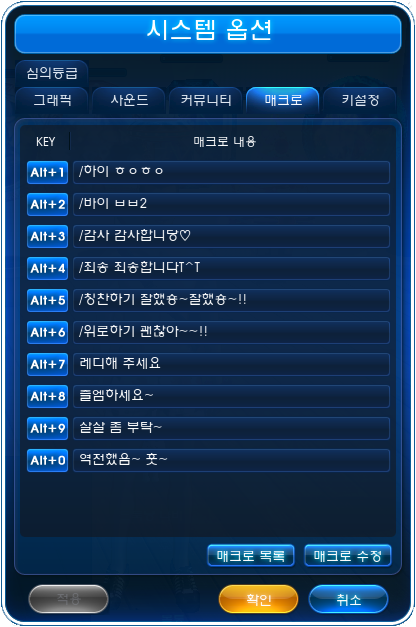 시스템 옵션
심의등급
그래픽 사운드 커뮤니티 매크로 키설정
KEY 매크로 내용
Alt+1 /하이 ㅎㅇㅎㅇ
Alt+2 /바이 ㅂㅂ2
Alt+3 /감사 감사합니당♡
Alt+4 /죄송 죄송합니다T^T
Alt+5 /칭찬하기 잘했숑~잘했숑~!!
Alt+6 /위로하기 괜찮아~~!!
Alt+7 레디해 주세요
Alt+8 즐겜하세요~
Alt+9 살살 좀 부탁~
Alt+0 역전했음~ 훗~
매크로 목록 매크로 수정
적용 확인 취소